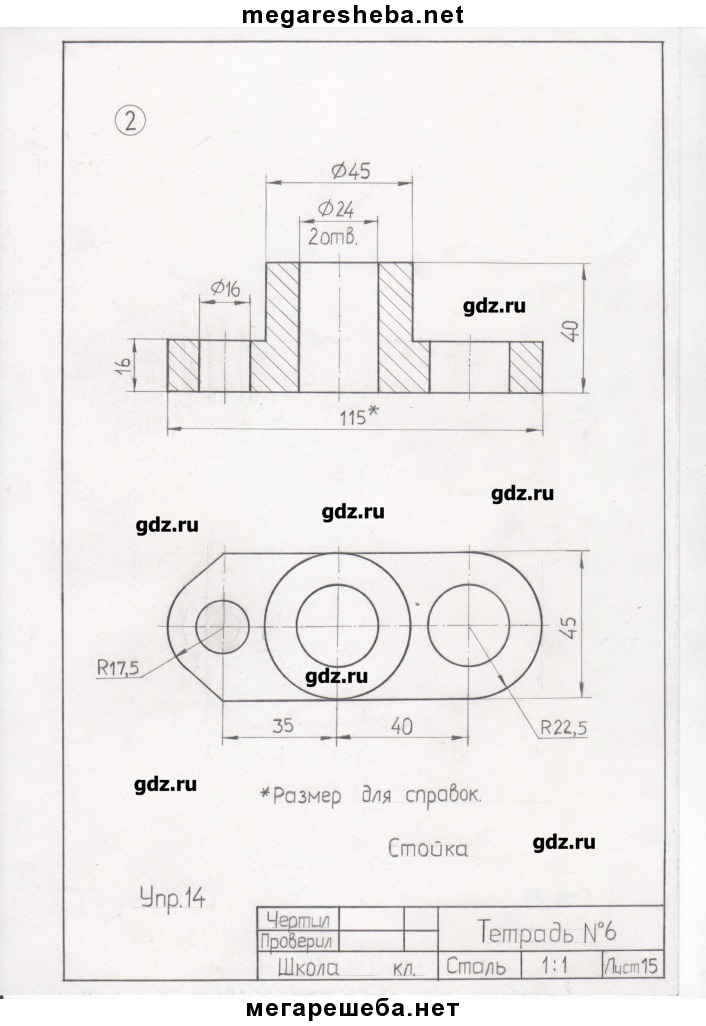 megaresheba.net
2
Ø45
Ø24
2 отв.
Ø16
gdz.ru
40
16
115*
gdz.ru
gdz.ru
gdz.ru
45
R17,5
gdz.ru
35
40
R22,5
gdz.ru
*Размер для справок.
gdz.ru
Стойка
Упр.14
Чертил
Проверил
Тетрадь №6
Школа кл.
Сталь
1:1
Лист15
мегарешеба.нет